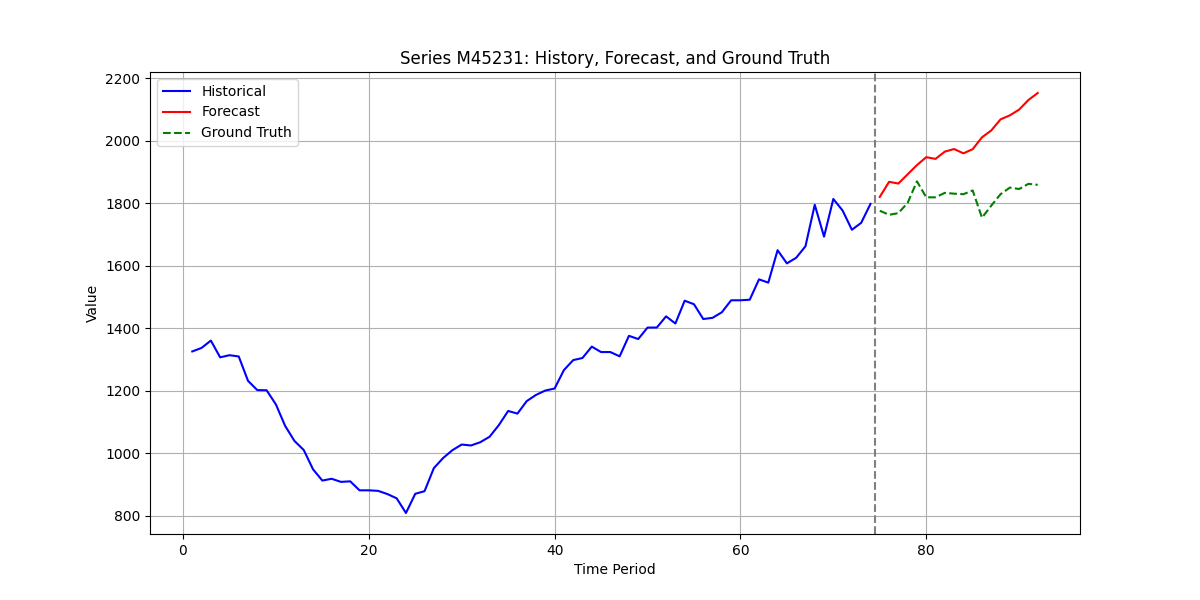 Series M45231: History, Forecast, and Ground Truth
Historical
Forecast
Ground Truth
2200
2000
1800
1600
1400
1200
1000
800
Value
0 20 40 60 80
Time Period